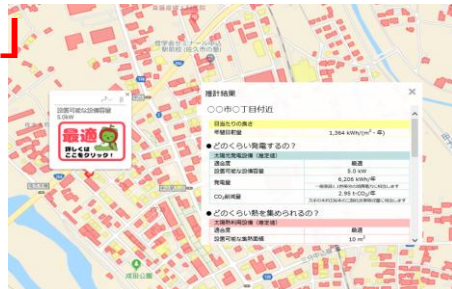 」
設置可能な設備容量
5.0kW
最適
詳しくは
ここをクリック！
推計結果
○○市○丁目付近
日当たりの良さ
年間日射量 1,364 kWh/(m²・年)
●どのくらい発電するの？
太陽光発電設備（推定値）
適合度 最適
設置可能な設備容量 5.0 kW
発電量 6,206 kWh/年
CO₂削減量 2.95 t-CO₂/年
●どのくらい熱を集められるの？
太陽熱利用設備（推定値）
適合度 最適
設置可能な集熱面積 10 m²
成田公園